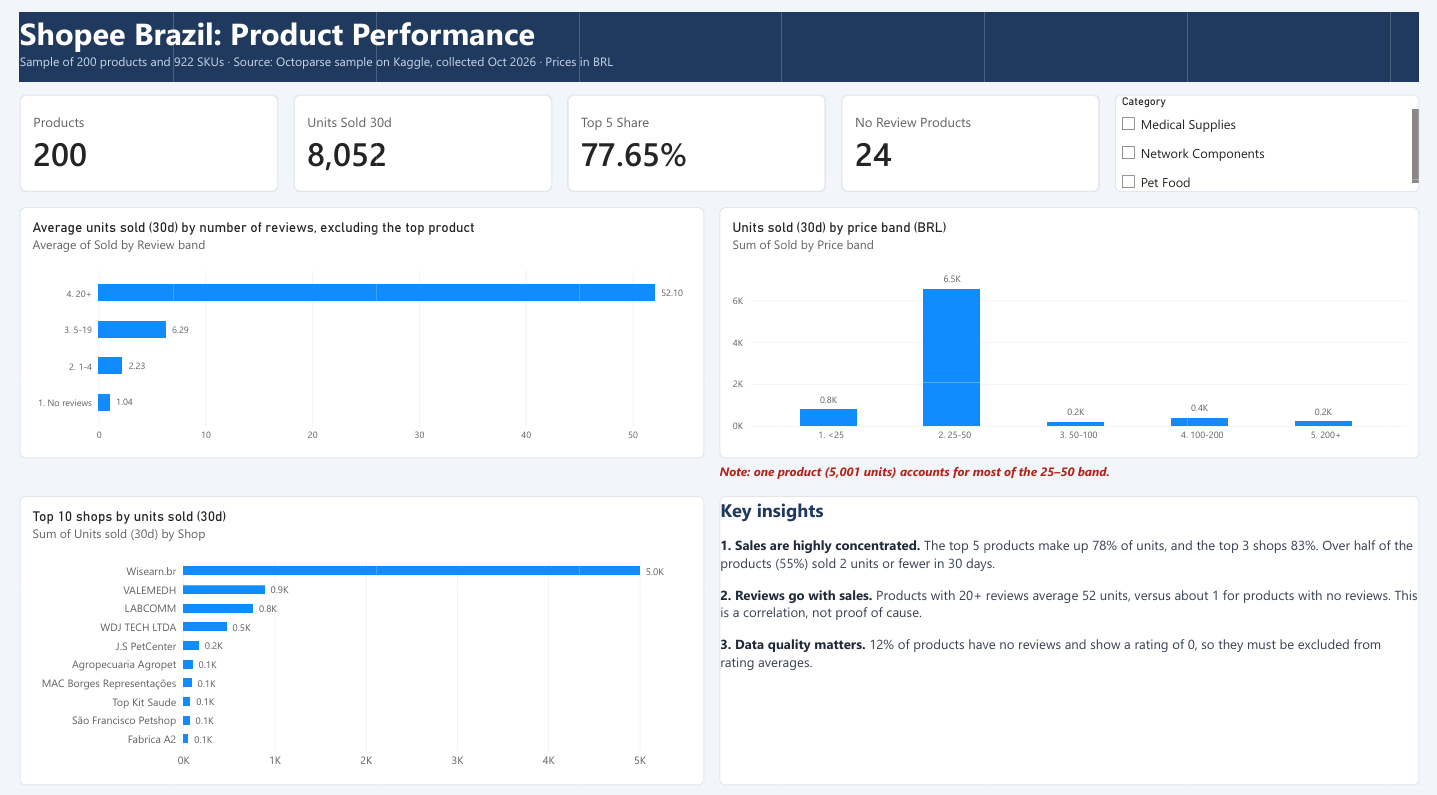 Shopee Brazil: Product Performance
Sample of 200 products and 922 SKUs · Source: Octoparse sample on Kaggle, collected Oct 2026 · Prices in BRL
Products
200
Units Sold 30d
8,052
Top 5 Share
77.65%
No Review Products
24
Category
Medical Supplies
Network Components
Pet Food
Average units sold (30d) by number of reviews, excluding the top product
Average of Sold by Review band
4. 20+
52.10
3. 5-19
6.29
2. 1-4
2.23
1. No reviews
1.04
0 10 20 30 40 50
Units sold (30d) by price band (BRL)
Sum of Sold by Price band
6K
4K
2K
0K
0.8K
6.5K
0.2K
0.4K
0.2K
1. <25
2. 25-50
3. 50-100
4. 100-200
5. 200+
Note: one product (5,001 units) accounts for most of the 25–50 band.
Top 10 shops by units sold (30d)
Sum of Units sold (30d) by Shop
Wisearn.br 5.0K
VALEMEDH 0.9K
LABCOMM 0.8K
WDJ TECH LTDA 0.5K
J.S PetCenter 0.2K
Agropecuaria Agropet 0.1K
MAC Borges Representações 0.1K
Top Kit Saude 0.1K
São Francisco Petshop 0.1K
Fabrica A2 0.1K
0K 1K 2K 3K 4K 5K
Key insights
1. Sales are highly concentrated. The top 5 products make up 78% of units, and the top 3 shops 83%. Over half of the
products (55%) sold 2 units or fewer in 30 days.
2. Reviews go with sales. Products with 20+ reviews average 52 units, versus about 1 for products with no reviews. This
is a correlation, not proof of cause.
3. Data quality matters. 12% of products have no reviews and show a rating of 0, so they must be excluded from
rating averages.